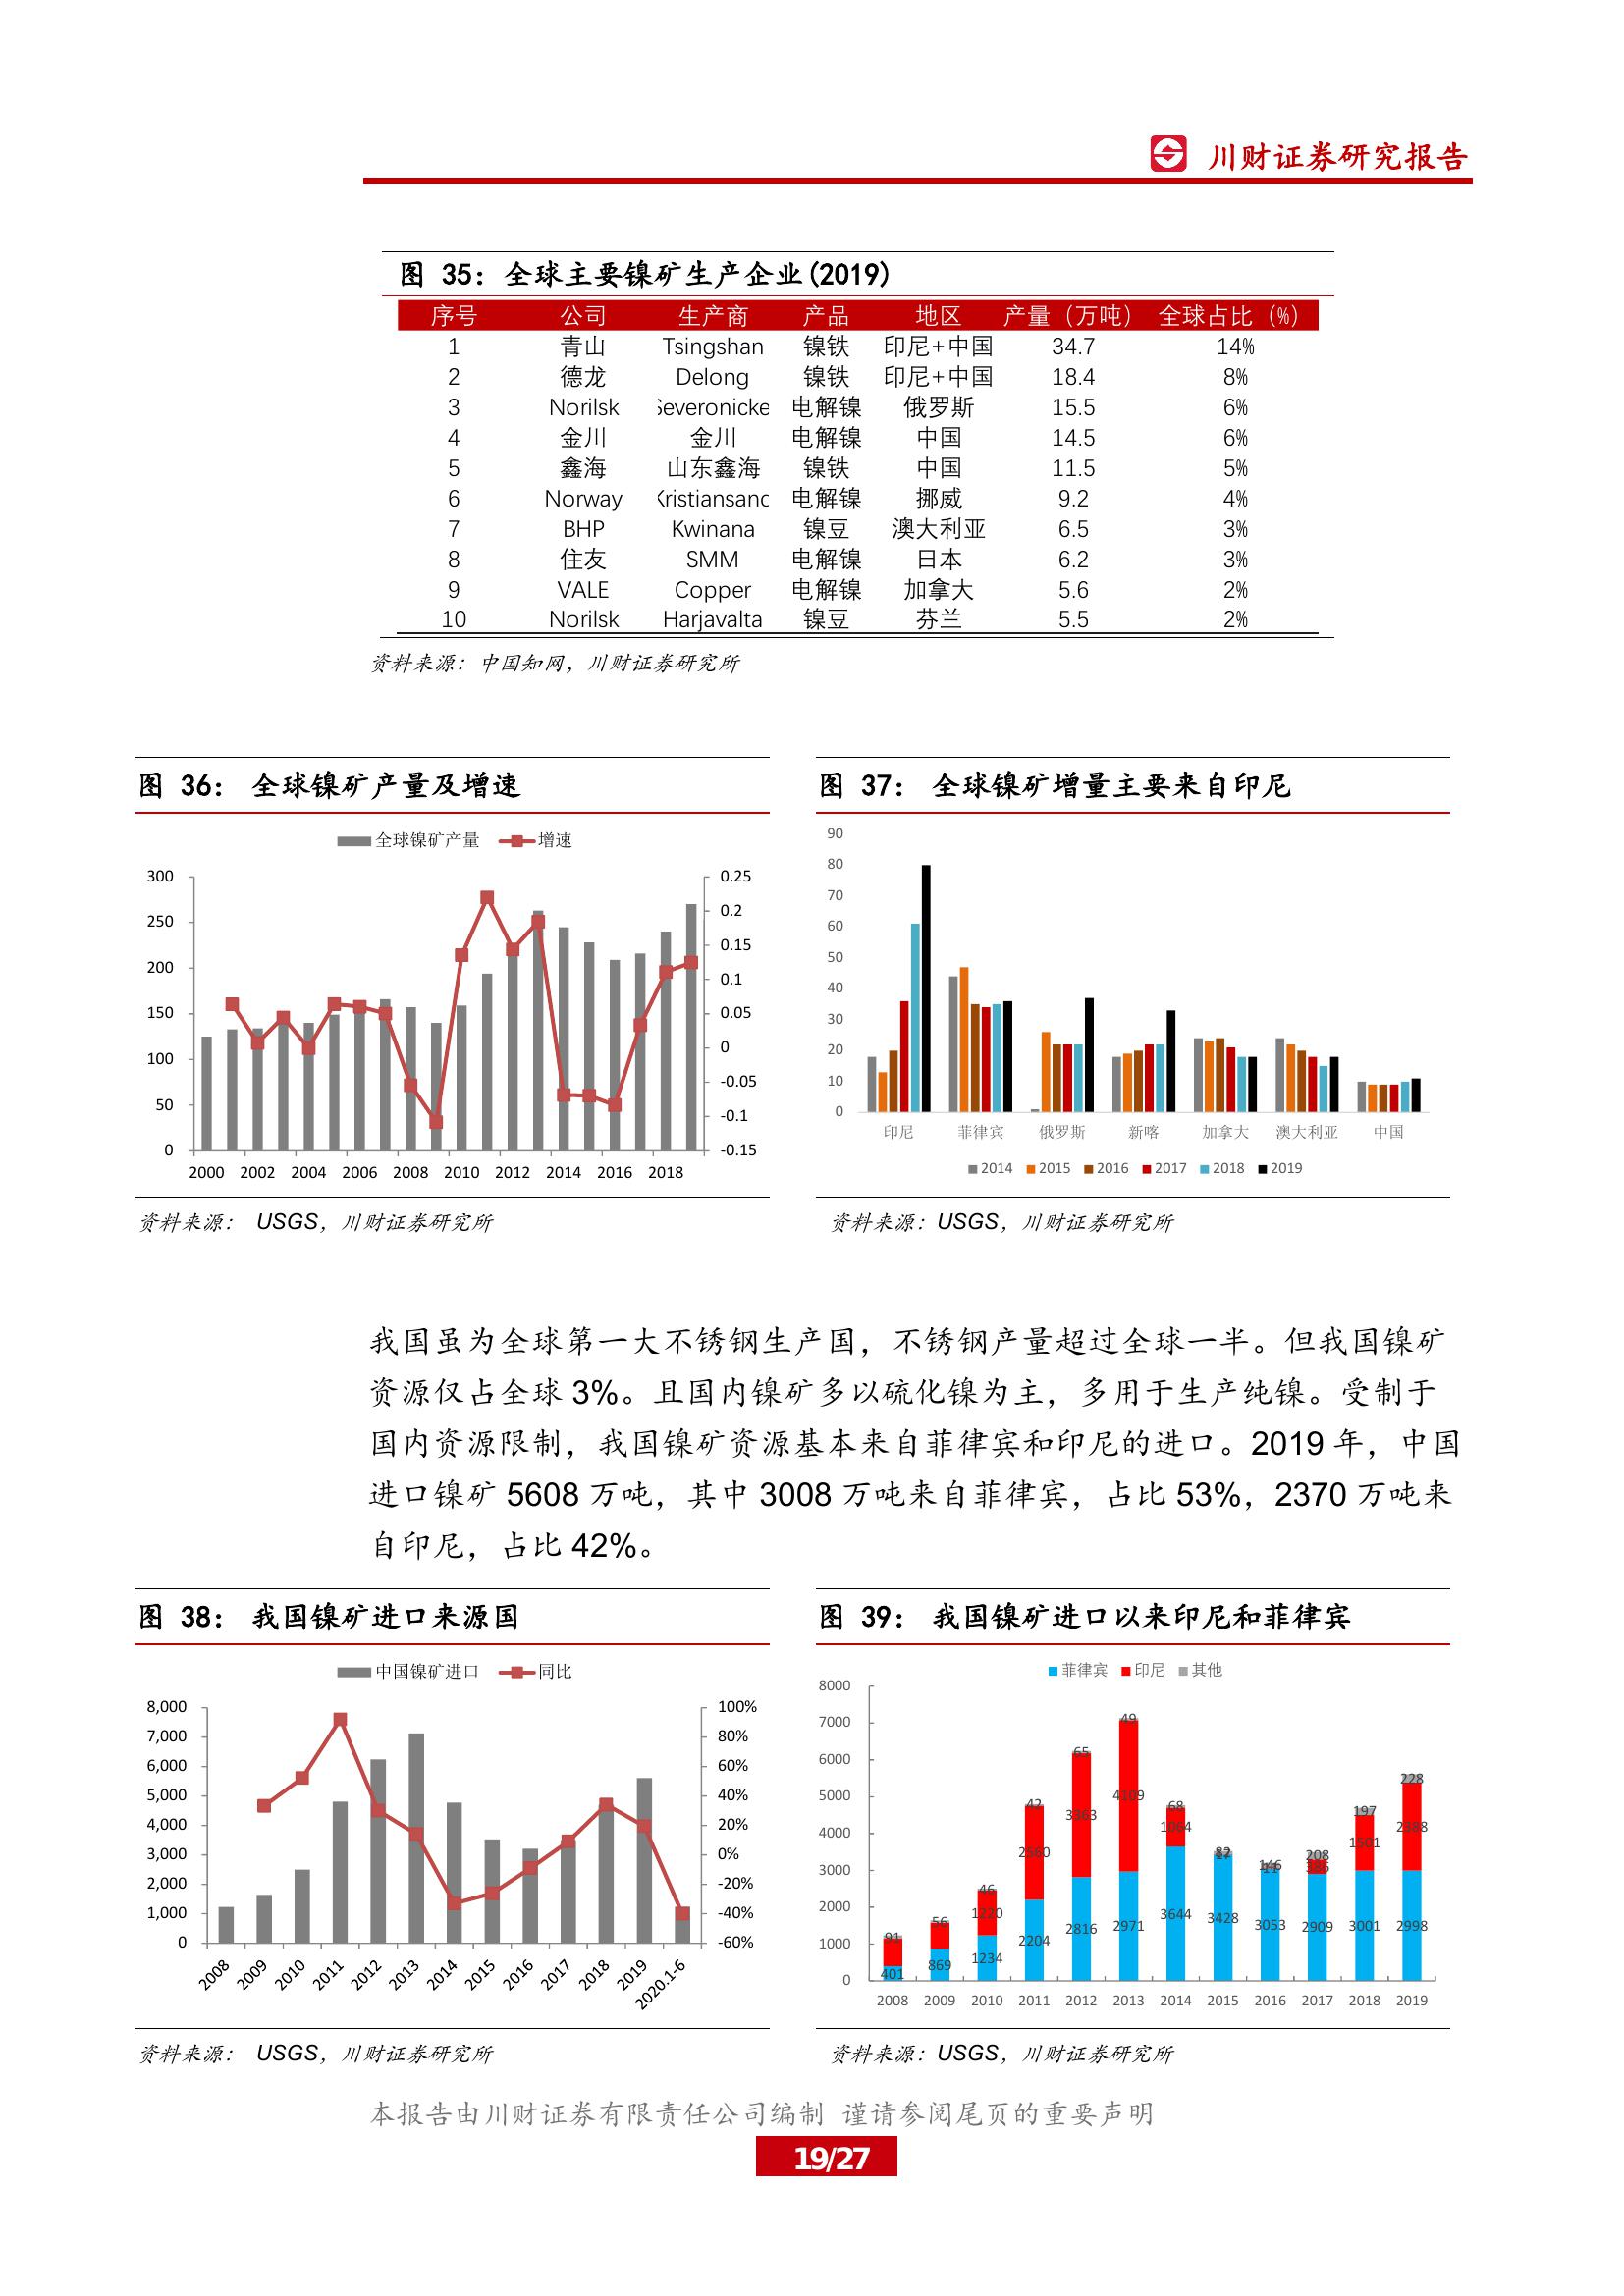 川财证券研究报告
图 35：全球主要镍矿生产企业(2019)
序号 公司 生产商 产品 地区 产量（万吨） 全球占比（%）
1 青山 Tsingshan 镍铁 印尼+中国 34.7 14%
2 德龙 Delong 镍铁 印尼+中国 18.4 8%
3 Norilsk Severonicke 电解镍 俄罗斯 15.5 6%
4 金川 金川 电解镍 中国 14.5 6%
5 鑫海 山东鑫海 镍铁 中国 11.5 5%
6 Norway Kristiansand 电解镍 挪威 9.2 4%
7 BHP Kwinana 镍豆 澳大利亚 6.5 3%
8 住友 SMM 电解镍 日本 6.2 3%
9 VALE Copper 电解镍 加拿大 5.6 2%
10 Norilsk Harjavalta 镍豆 芬兰 5.5 2%
资料来源：中国知网，川财证券研究所
图 36： 全球镍矿产量及增速
全球镍矿产量 增速
300 0.25
250 0.2
200 0.15
150 0.1
100 0.05
50 0
0 -0.05
-0.1
-0.15
2000 2002 2004 2006 2008 2010 2012 2014 2016 2018
资料来源： USGS，川财证券研究所
图 37： 全球镍矿增量主要来自印尼
90
80
70
60
50
40
30
20
10
0
印尼 菲律宾 俄罗斯 新喀 加拿大 澳大利亚 中国
2014 2015 2016 2017 2018 2019
资料来源：USGS，川财证券研究所
我国虽为全球第一大不锈钢生产国，不锈钢产量超过全球一半。但我国镍矿
资源仅占全球 3%。且国内镍矿多以硫化镍为主，多用于生产纯镍。受制于
国内资源限制，我国镍矿资源基本来自菲律宾和印尼的进口。2019 年，中国
进口镍矿 5608 万吨，其中 3008 万吨来自菲律宾，占比 53%，2370 万吨来
自印尼，占比 42%。
图 38： 我国镍矿进口来源国
中国镍矿进口 同比
8,000 100%
7,000 80%
6,000 60%
5,000 40%
4,000 20%
3,000 0%
2,000 -20%
1,000 -40%
0 -60%
2008 2009 2010 2011 2012 2013 2014 2015 2016 2017 2018 2019 2020.1-6
资料来源： USGS，川财证券研究所
图 39： 我国镍矿进口以来印尼和菲律宾
菲律宾 印尼 其他
8000
7000
6000
5000
4000
3000
2000
1000
0
91 56 46 42 65 49 68 82 146 208 197 228
1220 2560 3363 4109 1064 17 11 386 1501 2388
401 869 1234 2204 2816 2971 3644 3428 3053 2909 3001 2998
2008 2009 2010 2011 2012 2013 2014 2015 2016 2017 2018 2019
资料来源：USGS，川财证券研究所
本报告由川财证券有限责任公司编制 谨请参阅尾页的重要声明
19/27